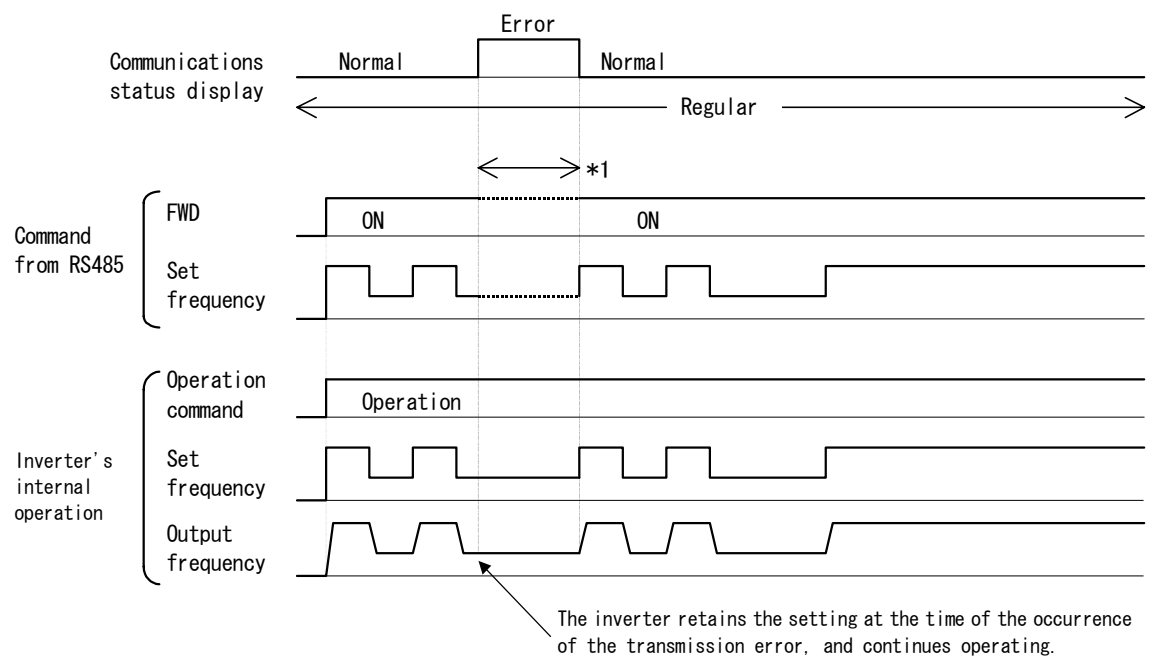 Error
Communications
status display
Normal
Normal
Regular
*1
Command
from RS485
FWD
ON
ON
Set
frequency
Inverter's
internal
operation
Operation
command
Operation
Set
frequency
Output
frequency
The inverter retains the setting at the time of the occurrence
of the transmission error, and continues operating.